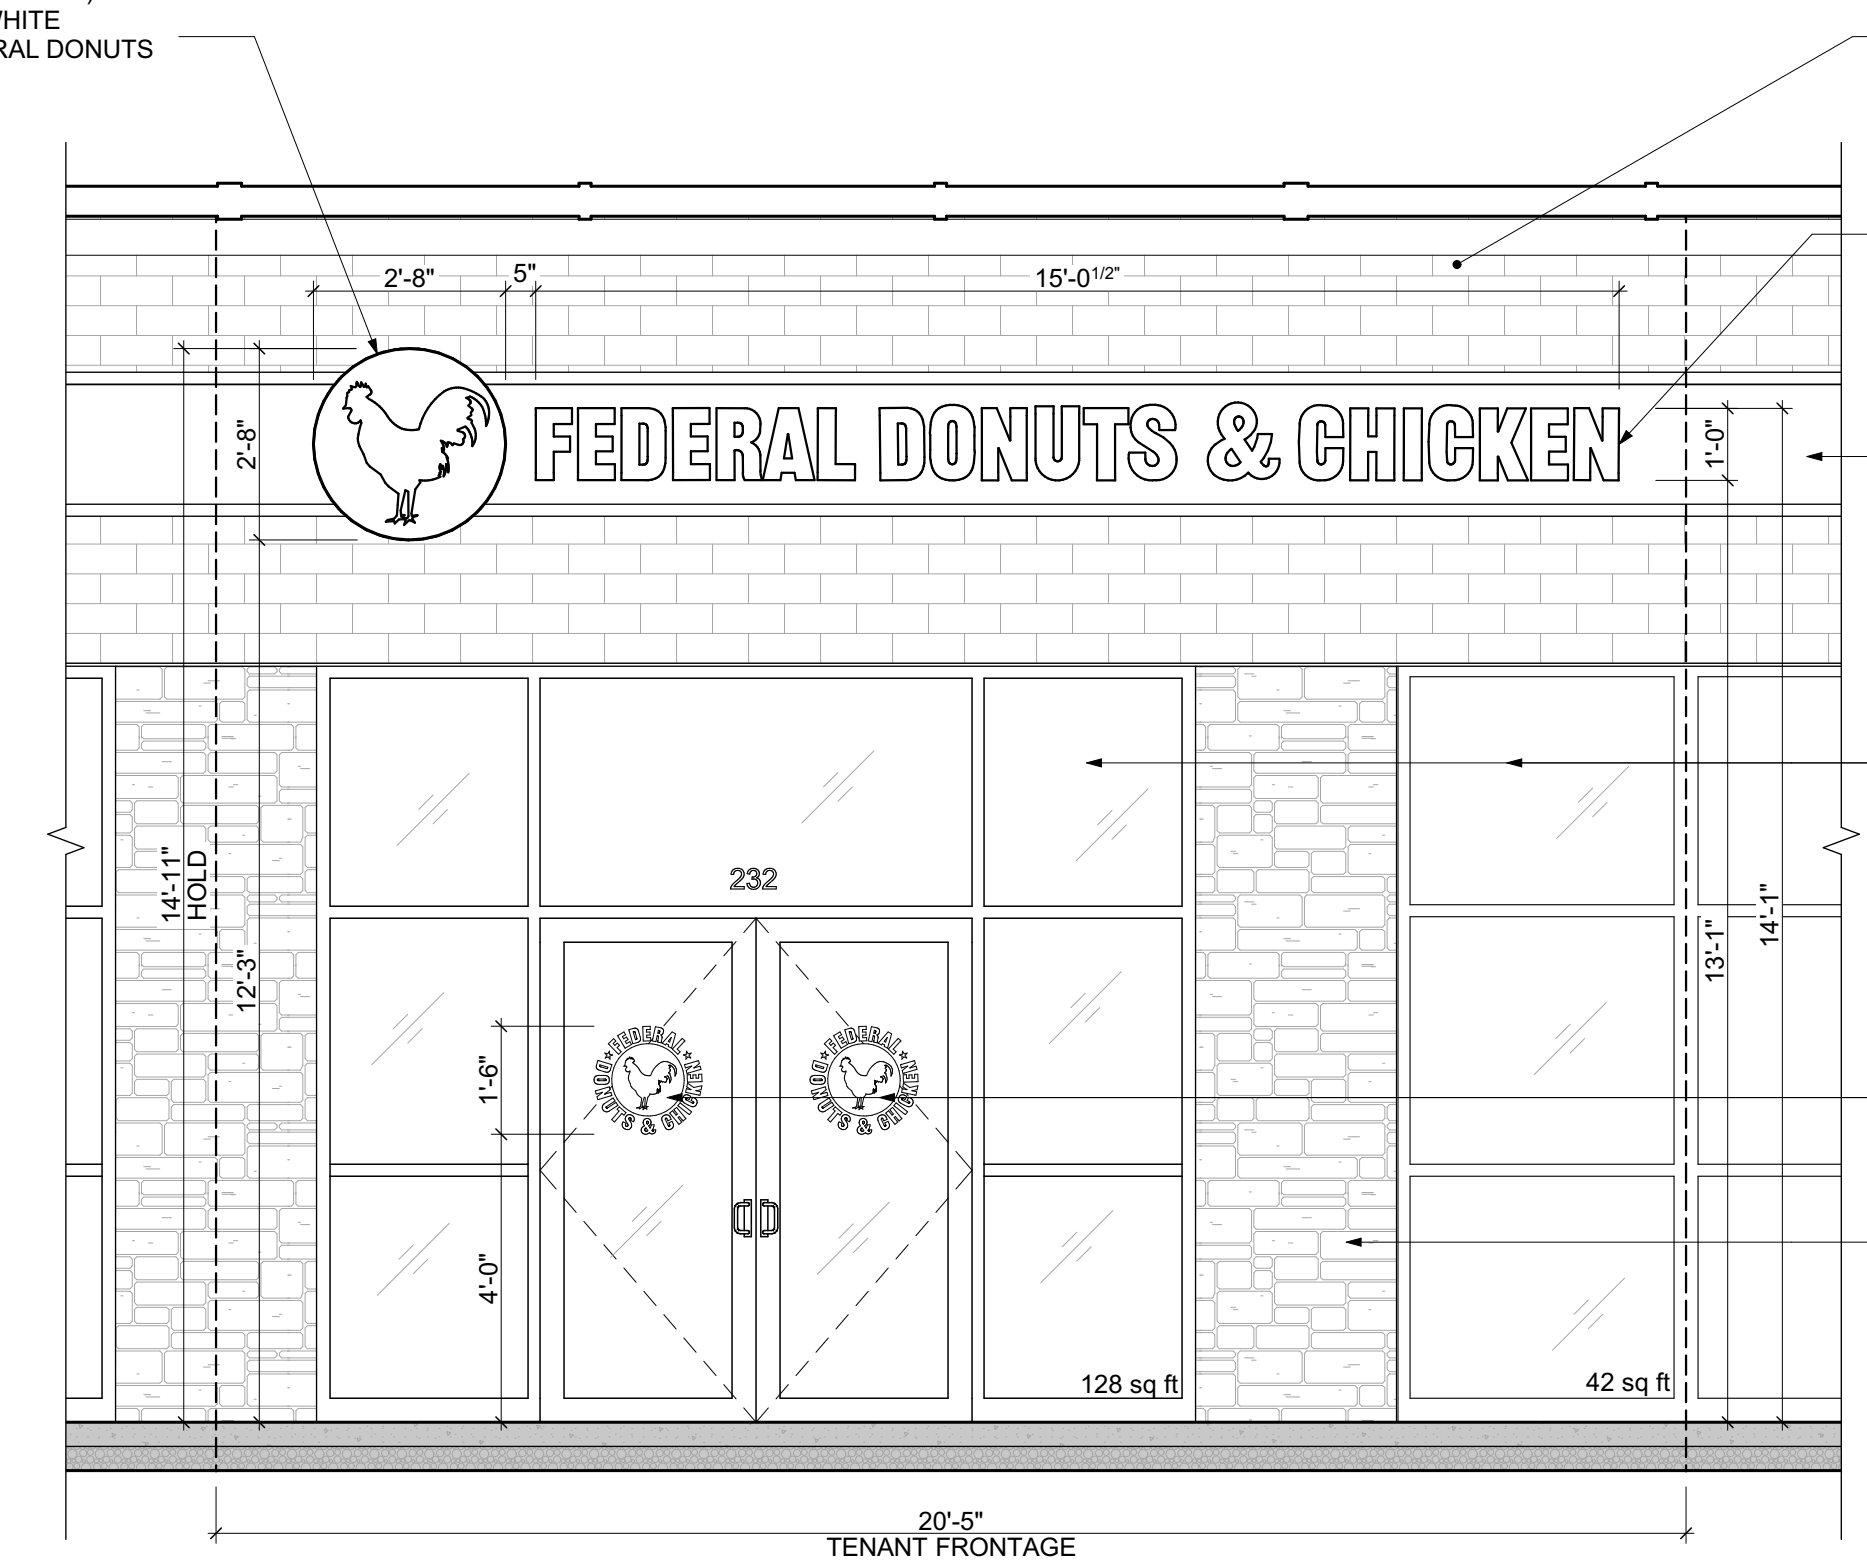 WHITE
RAL DONUTS
2'-8" 5" 15'-0 1/2"
2'-8"
FEDERAL DONUTS & CHICKEN
1'-0"
14'-11"
HOLD
12'-3"
232
13'-1"
14'-1"
FEDERAL DONUTS & CHICKEN
FEDERAL DONUTS & CHICKEN
1'-6"
4'-0"
128 sq ft
42 sq ft
20'-5"
TENANT FRONTAGE